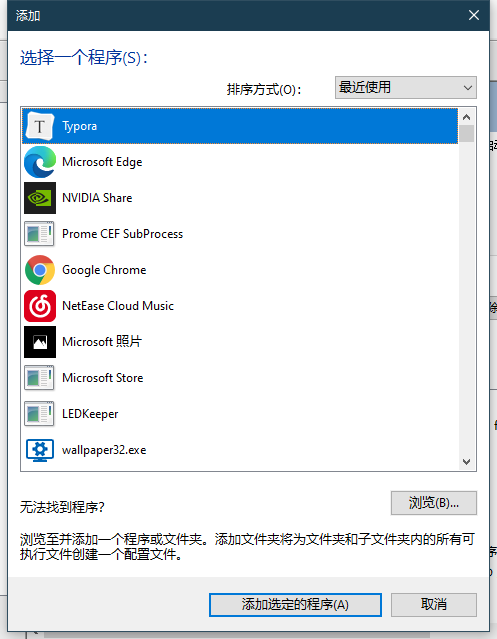 添加
选择一个程序(S):
排序方式(O):
最近使用
T
Typora
Microsoft Edge
NVIDIA Share
Prome CEF SubProcess
Google Chrome
NetEase Cloud Music
Microsoft 照片
Microsoft Store
LEDKeeper
wallpaper32.exe
无法找到程序?
浏览(B)...
浏览至并添加一个程序或文件夹。添加文件夹将为文件夹和子文件夹内的所有可
执行文件创建一个配置文件。
添加选定的程序(A)
取消